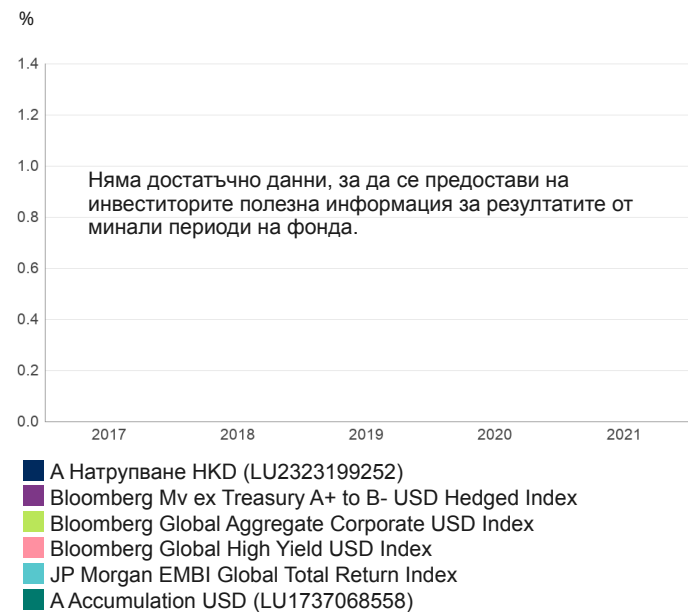 %
1.4
1.2
1.0
Няма достатъчно данни, за да се предостави на
инвеститорите полезна информация за резултатите от
минали периоди на фонда.
0.8
0.6
0.4
0.2
0.0
2017 2018 2019 2020 2021
А Натрупване HKD (LU2323199252)
Bloomberg Mv ex Treasury A+ to B- USD Hedged Index
Bloomberg Global Aggregate Corporate USD Index
Bloomberg Global High Yield USD Index
JP Morgan EMBI Global Total Return Index
A Accumulation USD (LU1737068558)